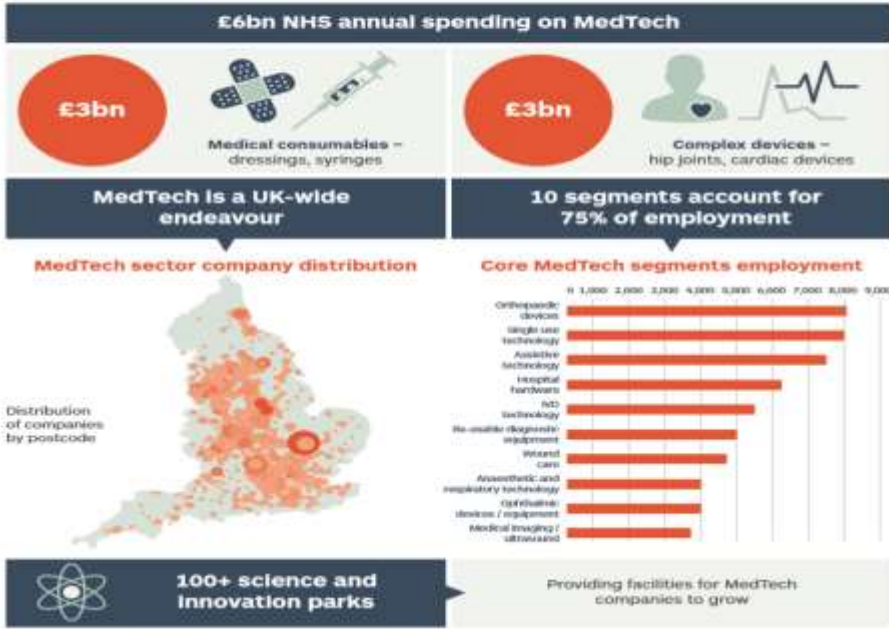 £6bn NHS annual spending on MedTech
£3bn
Medical consumables –
dressings, syringes
£3bn
Complex devices –
hip joints, cardiac devices
MedTech is a UK-wide
endeavour
10 segments account for
75% of employment
MedTech sector company distribution
Distribution
of companies
by postcode
Core MedTech segments employment
0 1,000 2,000 3,000 4,000 5,000 6,000 7,000 8,000 9,000
Orthopaedic
devices
Single use
technology
Assistive
technology
Hospital
hardware
IVD
technology
Re-usable diagnostic
equipment
Wound
care
Anaesthetic and
respiratory technology
Ophthalmic
devices / equipment
Medical imaging /
ultrasound
100+ science and
innovation parks
Providing facilities for MedTech
companies to grow